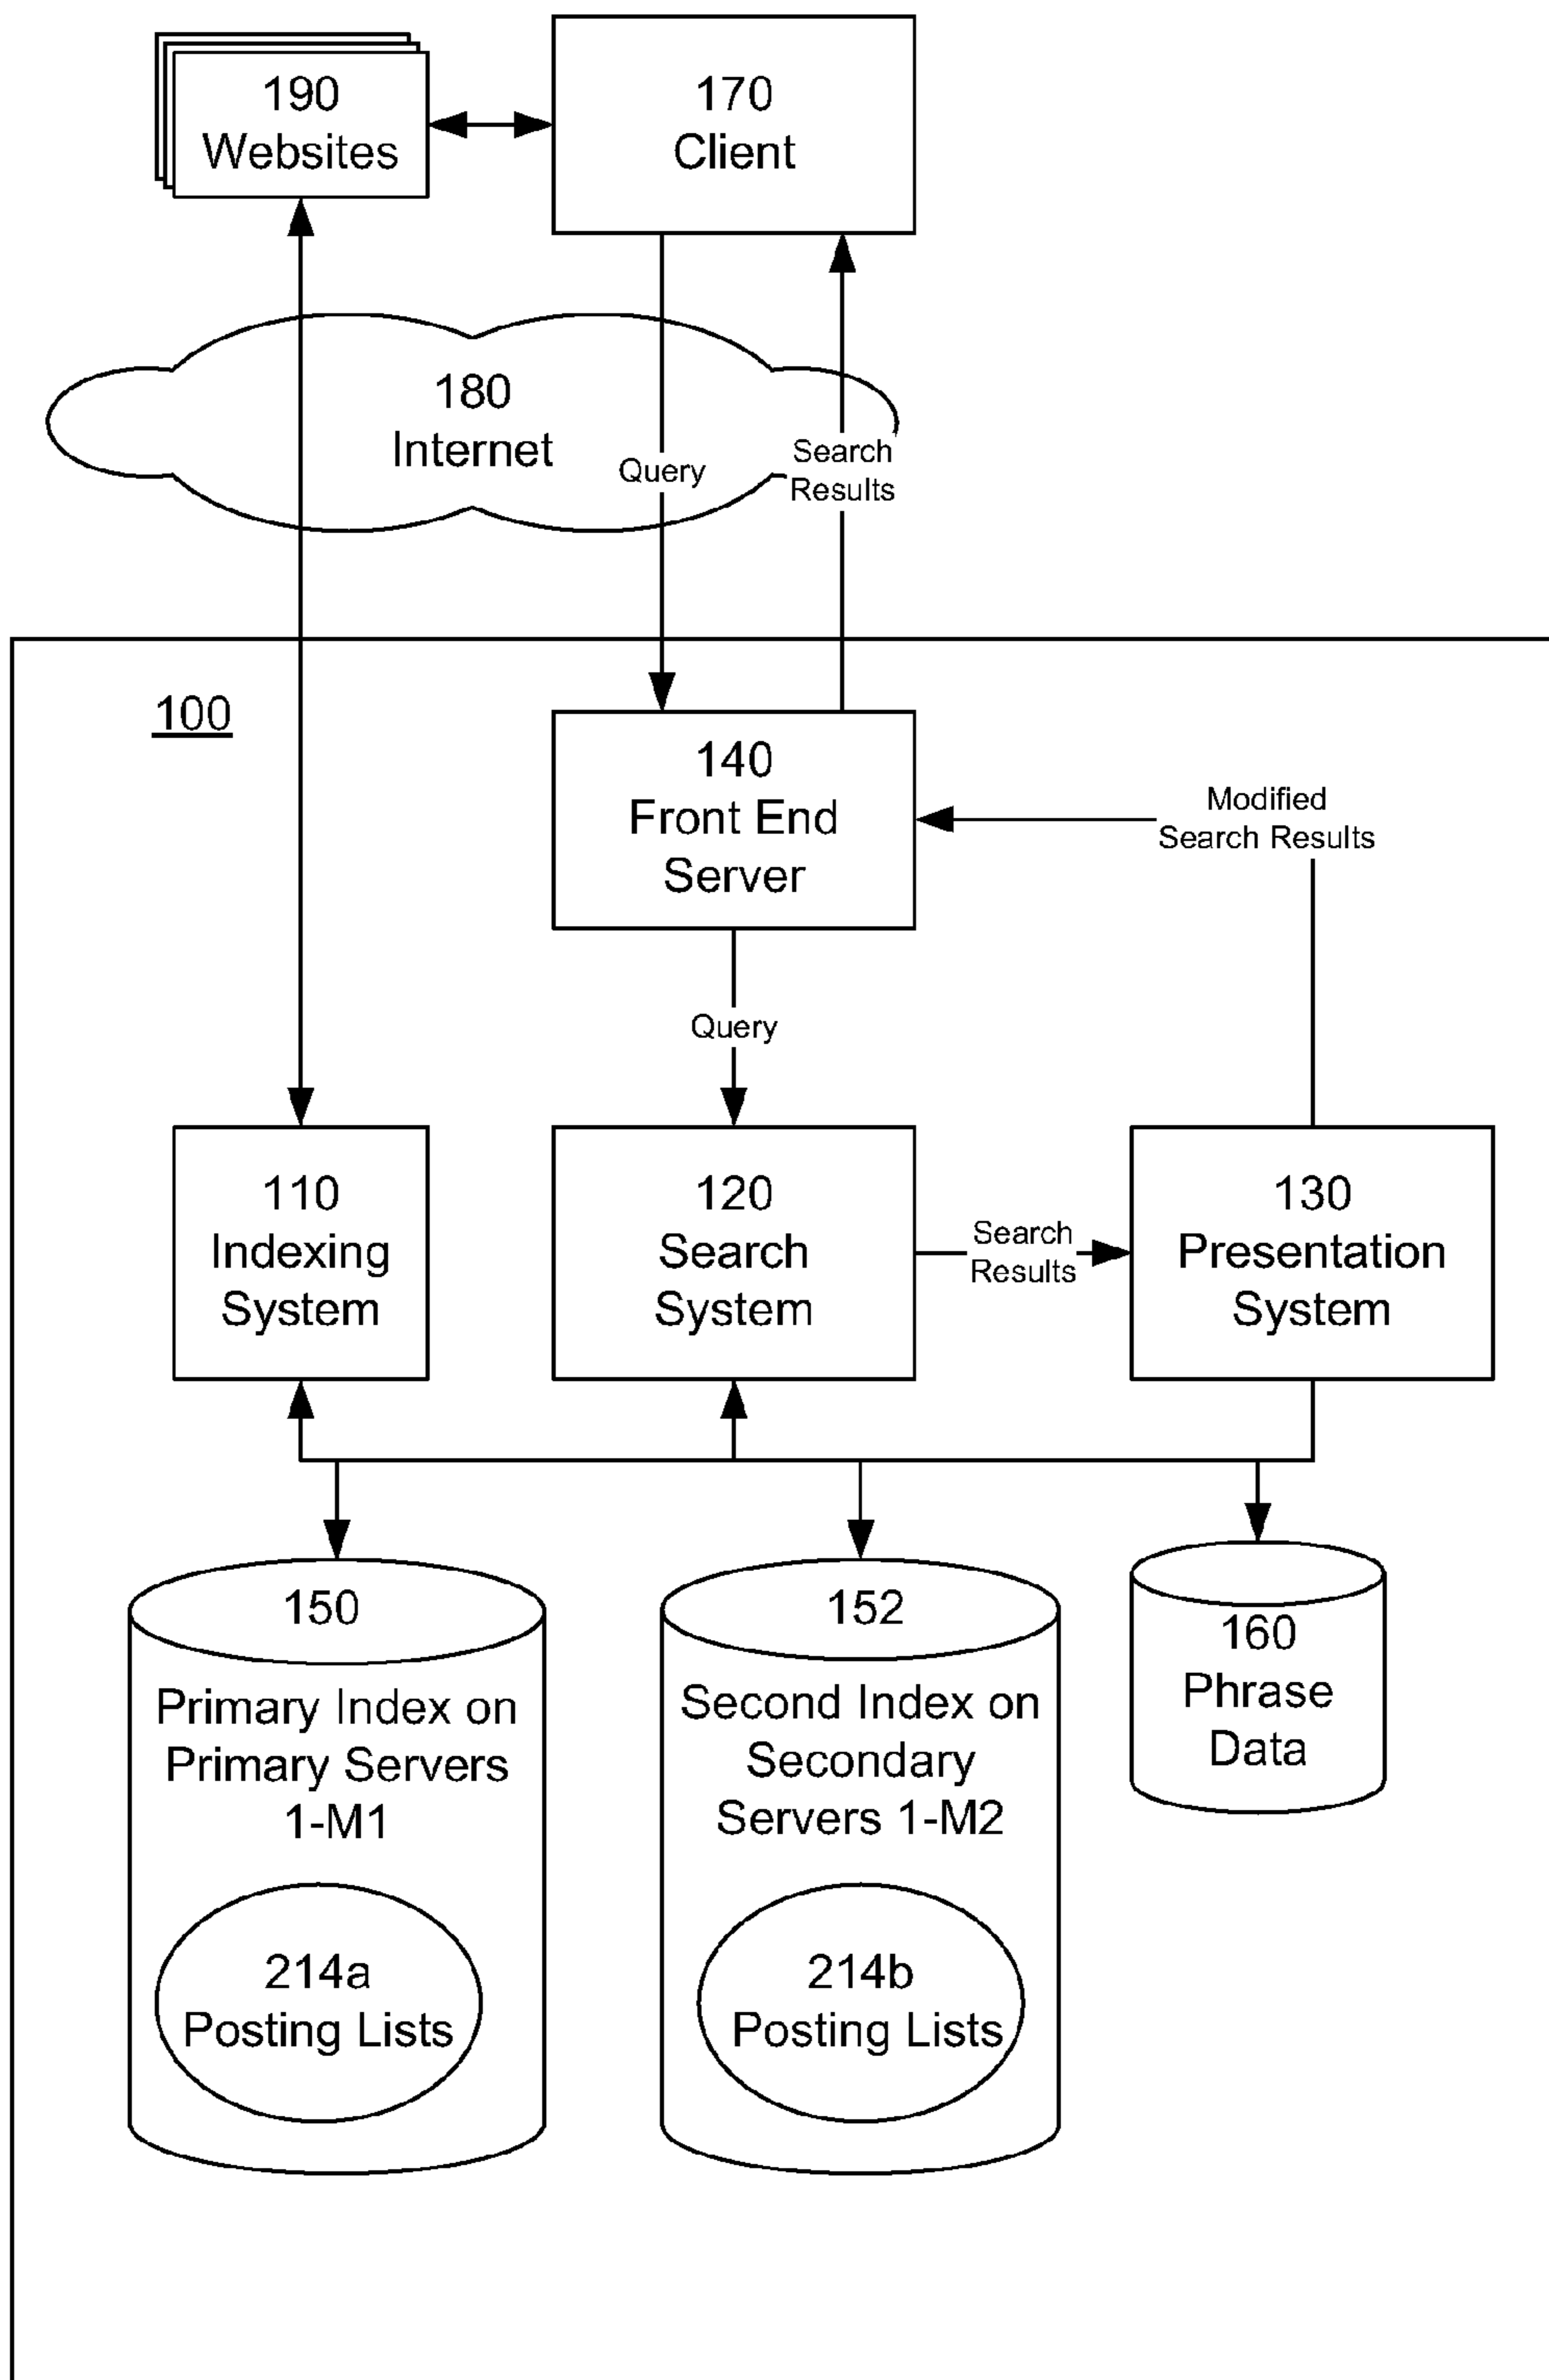 190
Websites
170
Client
180
Internet
Query
Search
Results
100
140
Front End
Server
Modified
Search Results
Query
110
Indexing
System
120
Search
System
Search
Results
130
Presentation
System
150
Primary Index on
Primary Servers
1-M1
214a
Posting Lists
152
Second Index on
Secondary
Servers 1-M2
214b
Posting Lists
160
Phrase
Data